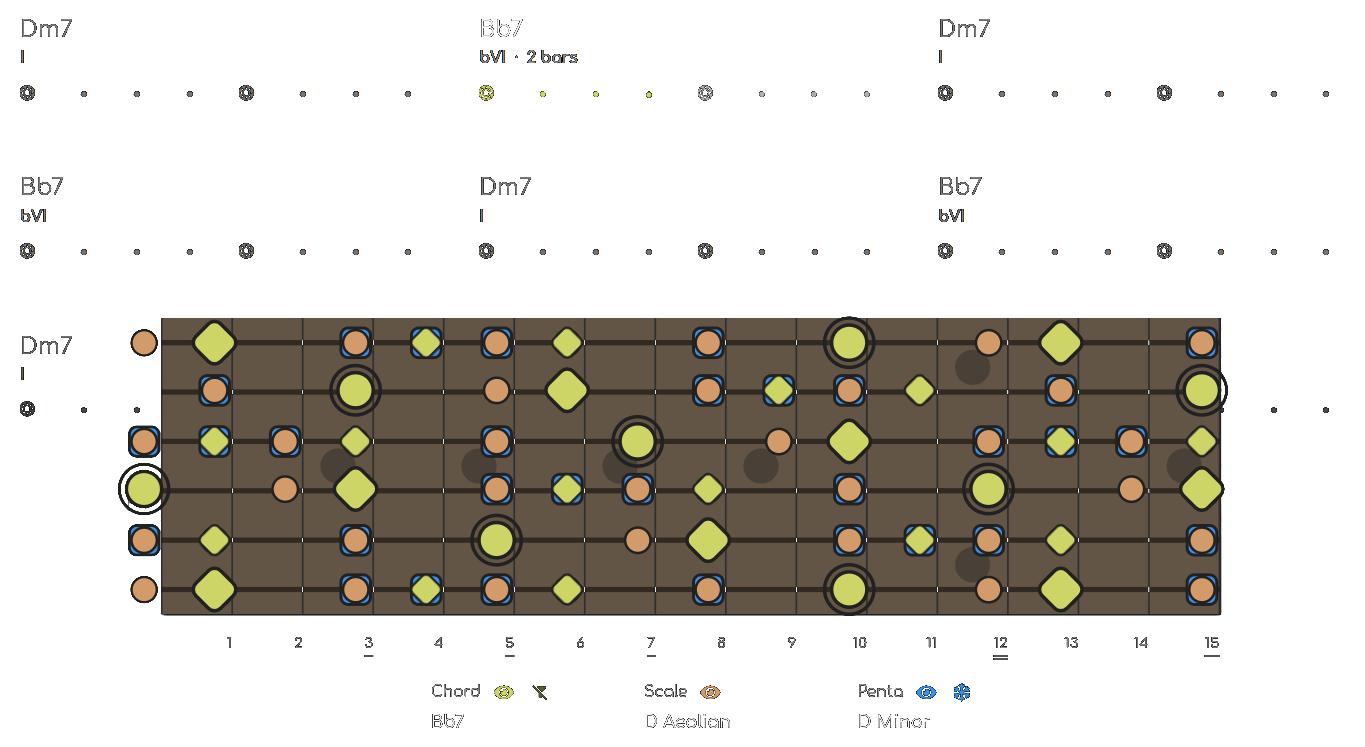 Dm7 Bb7 Dm7
I bVI · 2 bars I
Bb7 Dm7 Bb7
bVI I bVI
Dm7
I
1 2 3 4 5 6 7 8 9 10 11 12 13 14 15
Chord Scale Penta
Bb7 D Aeolian D Minor